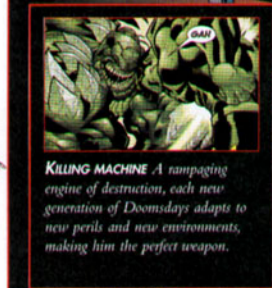 GAH
KILLING MACHINE A rampaging
engine of destruction, each new
generation of Doomsdays adapts to
new perils and new environments,
making him the perfect weapon.